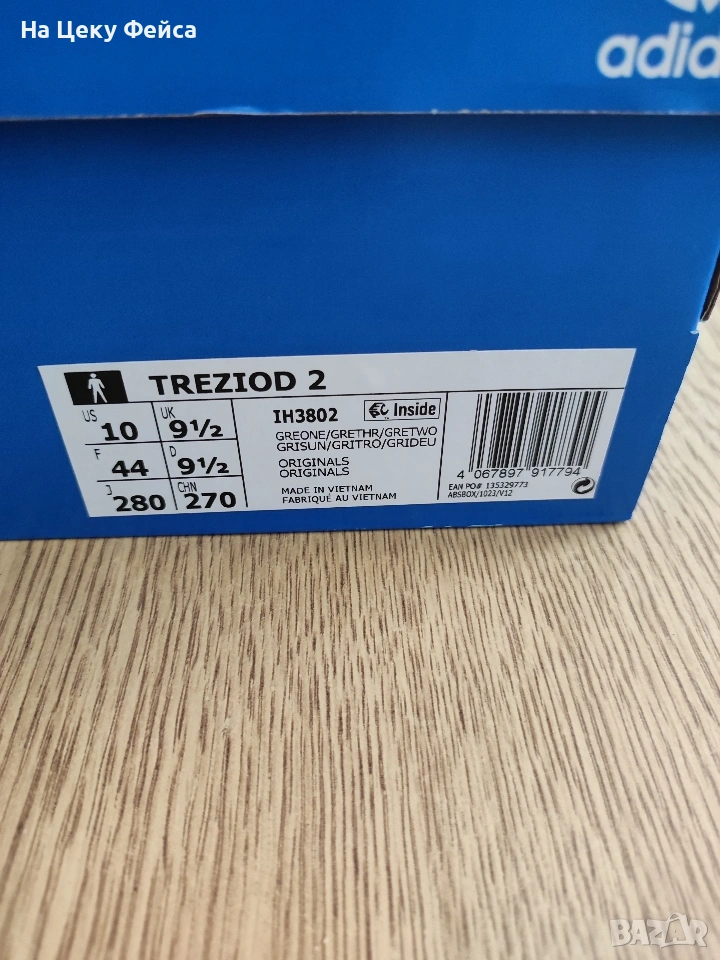 На Цеку Фейса
adida
TREZIOD 2
US 10 UK 9½
F 44 D 9½
J 280 CHN 270
IH3802
Inside
GREONE/GRETHR/GRETWO
GRISUN/GRITRO/GRIDEU
ORIGINALS
ORIGINALS
MADE IN VIETNAM
FABRIQUÉ AU VIETNAM
4 067897 917794
EAN PO# 135329773
ABSBOX/1023/V12
BAZAR